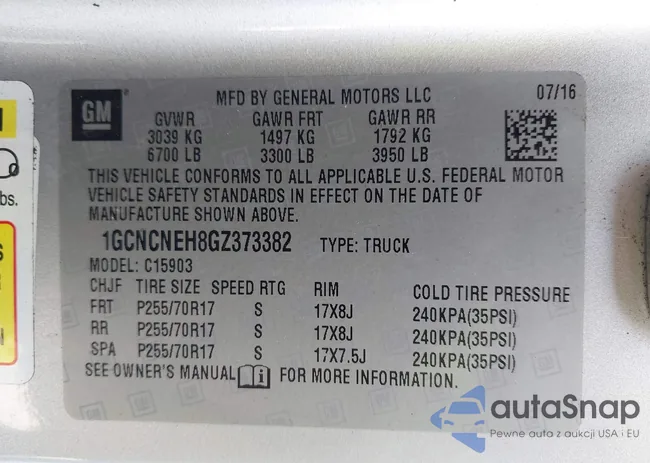 MFD BY GENERAL MOTORS LLC 07/16
GM
GVWR GAWR FRT GAWR RR
3039 KG 1497 KG 1792 KG
6700 LB 3300 LB 3950 LB
THIS VEHICLE CONFORMS TO ALL APPLICABLE U.S. FEDERAL MOTOR
VEHICLE SAFETY STANDARDS IN EFFECT ON THE DATE OF
MANUFACTURE SHOWN ABOVE.
1GCNCNEH8GZ373382 TYPE: TRUCK
MODEL: C15903
CHJF TIRE SIZE SPEED RTG RIM COLD TIRE PRESSURE
FRT P255/70R17 S 17X8J 240KPA(35PSI)
RR P255/70R17 S 17X8J 240KPA(35PSI)
SPA P255/70R17 S 17X7.5J 240KPA(35PSI)
SEE OWNER'S MANUAL FOR MORE INFORMATION.
bs.
autaSnap
Pewne auta z aukcji USA i EU